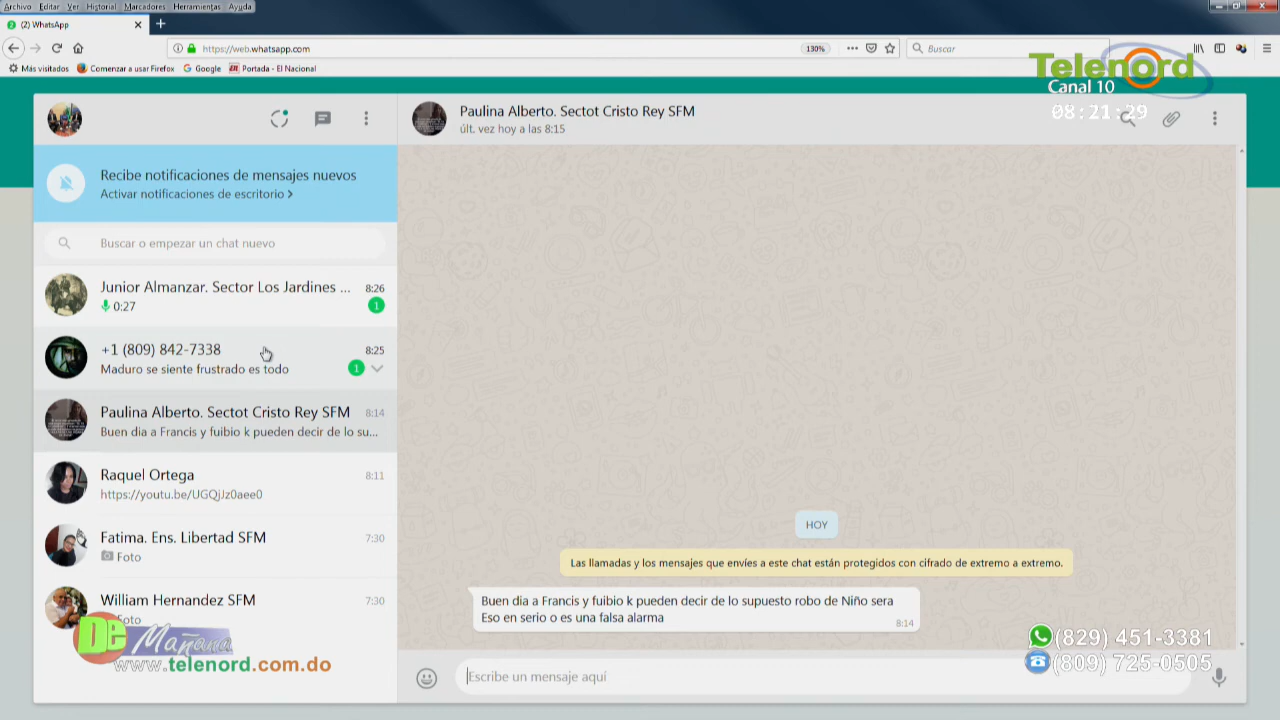 Archivo Editar Ver Historial Marcadores Herramientas Ayuda
(2) WhatsApp
https://web.whatsapp.com
130%
Buscar
Más visitados Comenzar a usar Firefox Google Portada - El Nacional
Telenord
Canal 10
08:21:29
Paulina Alberto. Sectot Cristo Rey SFM
últ. vez hoy a las 8:15
Recibe notificaciones de mensajes nuevos
Activar notificaciones de escritorio >
Buscar o empezar un chat nuevo
Junior Almanzar. Sector Los Jardines ... 8:26
0:27 1
+1 (809) 842-7338 8:25
Maduro se siente frustrado es todo 1
Paulina Alberto. Sectot Cristo Rey SFM 8:14
Buen dia a Francis y fuibio k pueden decir de lo su...
Raquel Ortega 8:11
https://youtu.be/UGQjJz0aee0
Fatima. Ens. Libertad SFM 7:30
Foto
William Hernandez SFM 7:30
Foto
De Mañana
www.telenord.com.do
HOY
Las llamadas y los mensajes que envíes a este chat están protegidos con cifrado de extremo a extremo.
Buen dia a Francis y fuibio k pueden decir de lo supuesto robo de Niño sera
Eso en serio o es una falsa alarma
8:14
Escribe un mensaje aquí
(829) 451-3381
(809) 725-0505